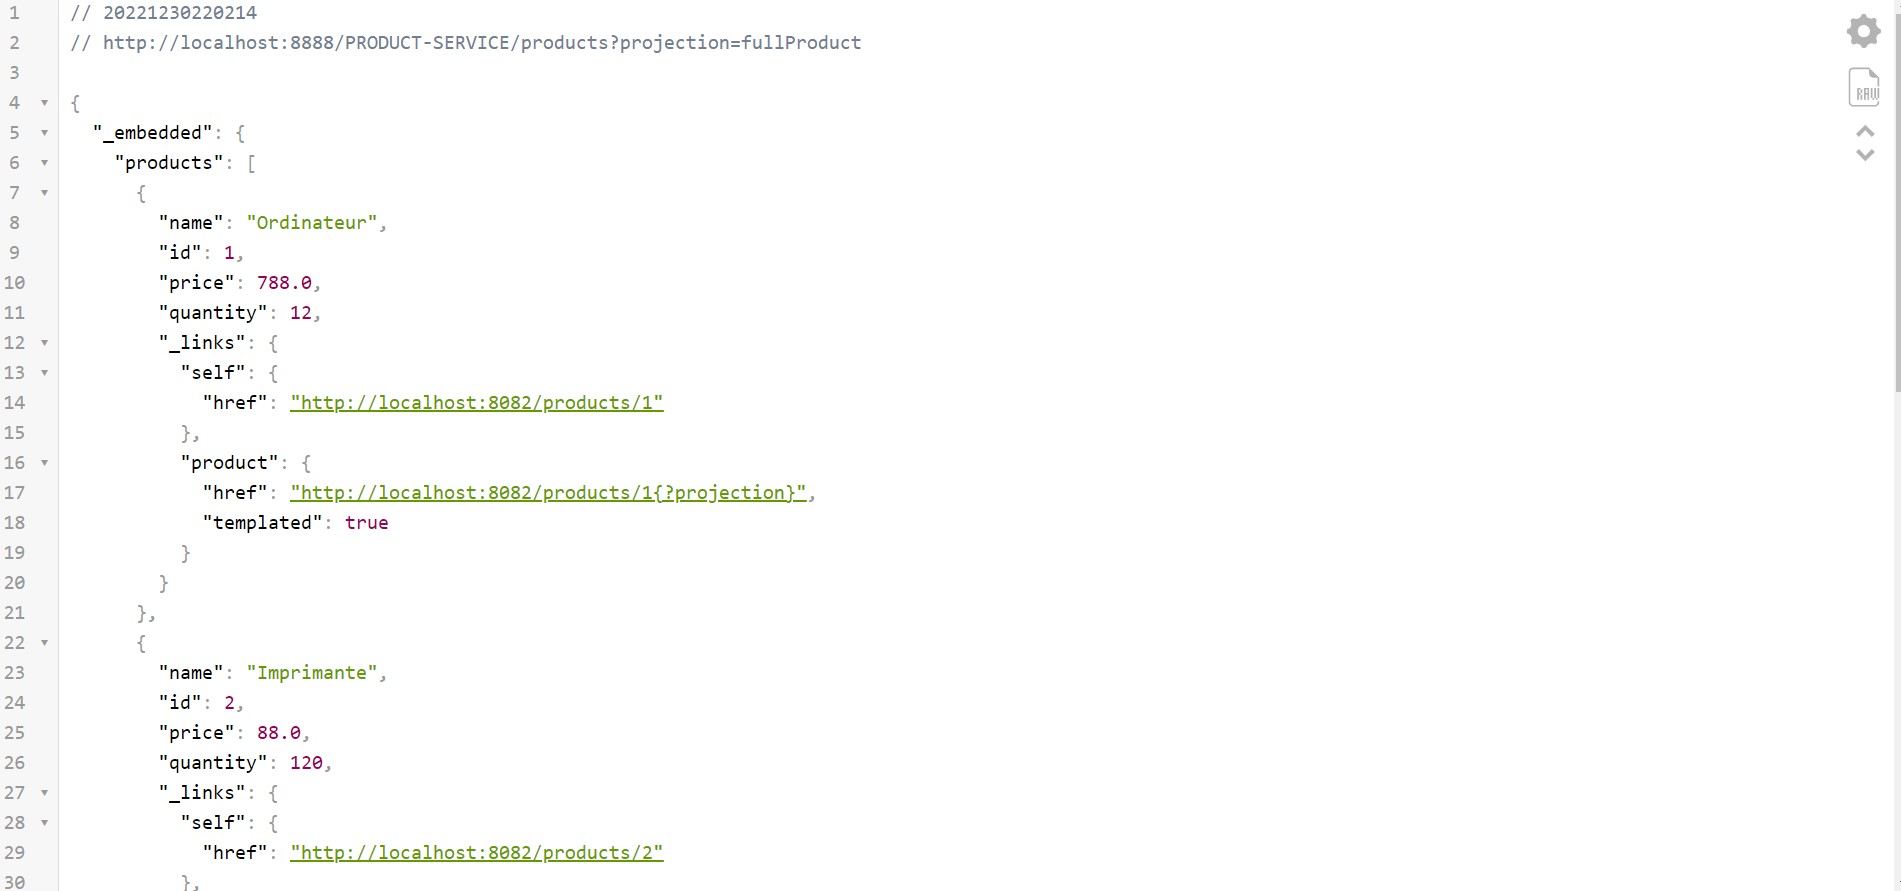 1 // 20221230220214
2 // http://localhost:8888/PRODUCT-SERVICE/products?projection=fullProduct
3
4 {
5   "_embedded": {
6     "products": [
7       {
8         "name": "Ordinateur",
9         "id": 1,
10         "price": 788.0,
11         "quantity": 12,
12         "_links": {
13           "self": {
14             "href": "http://localhost:8082/products/1"
15           },
16           "product": {
17             "href": "http://localhost:8082/products/1{?projection}",
18             "templated": true
19           }
20         }
21       },
22       {
23         "name": "Imprimante",
24         "id": 2,
25         "price": 88.0,
26         "quantity": 120,
27         "_links": {
28           "self": {
29             "href": "http://localhost:8082/products/2"
30           },
RAW